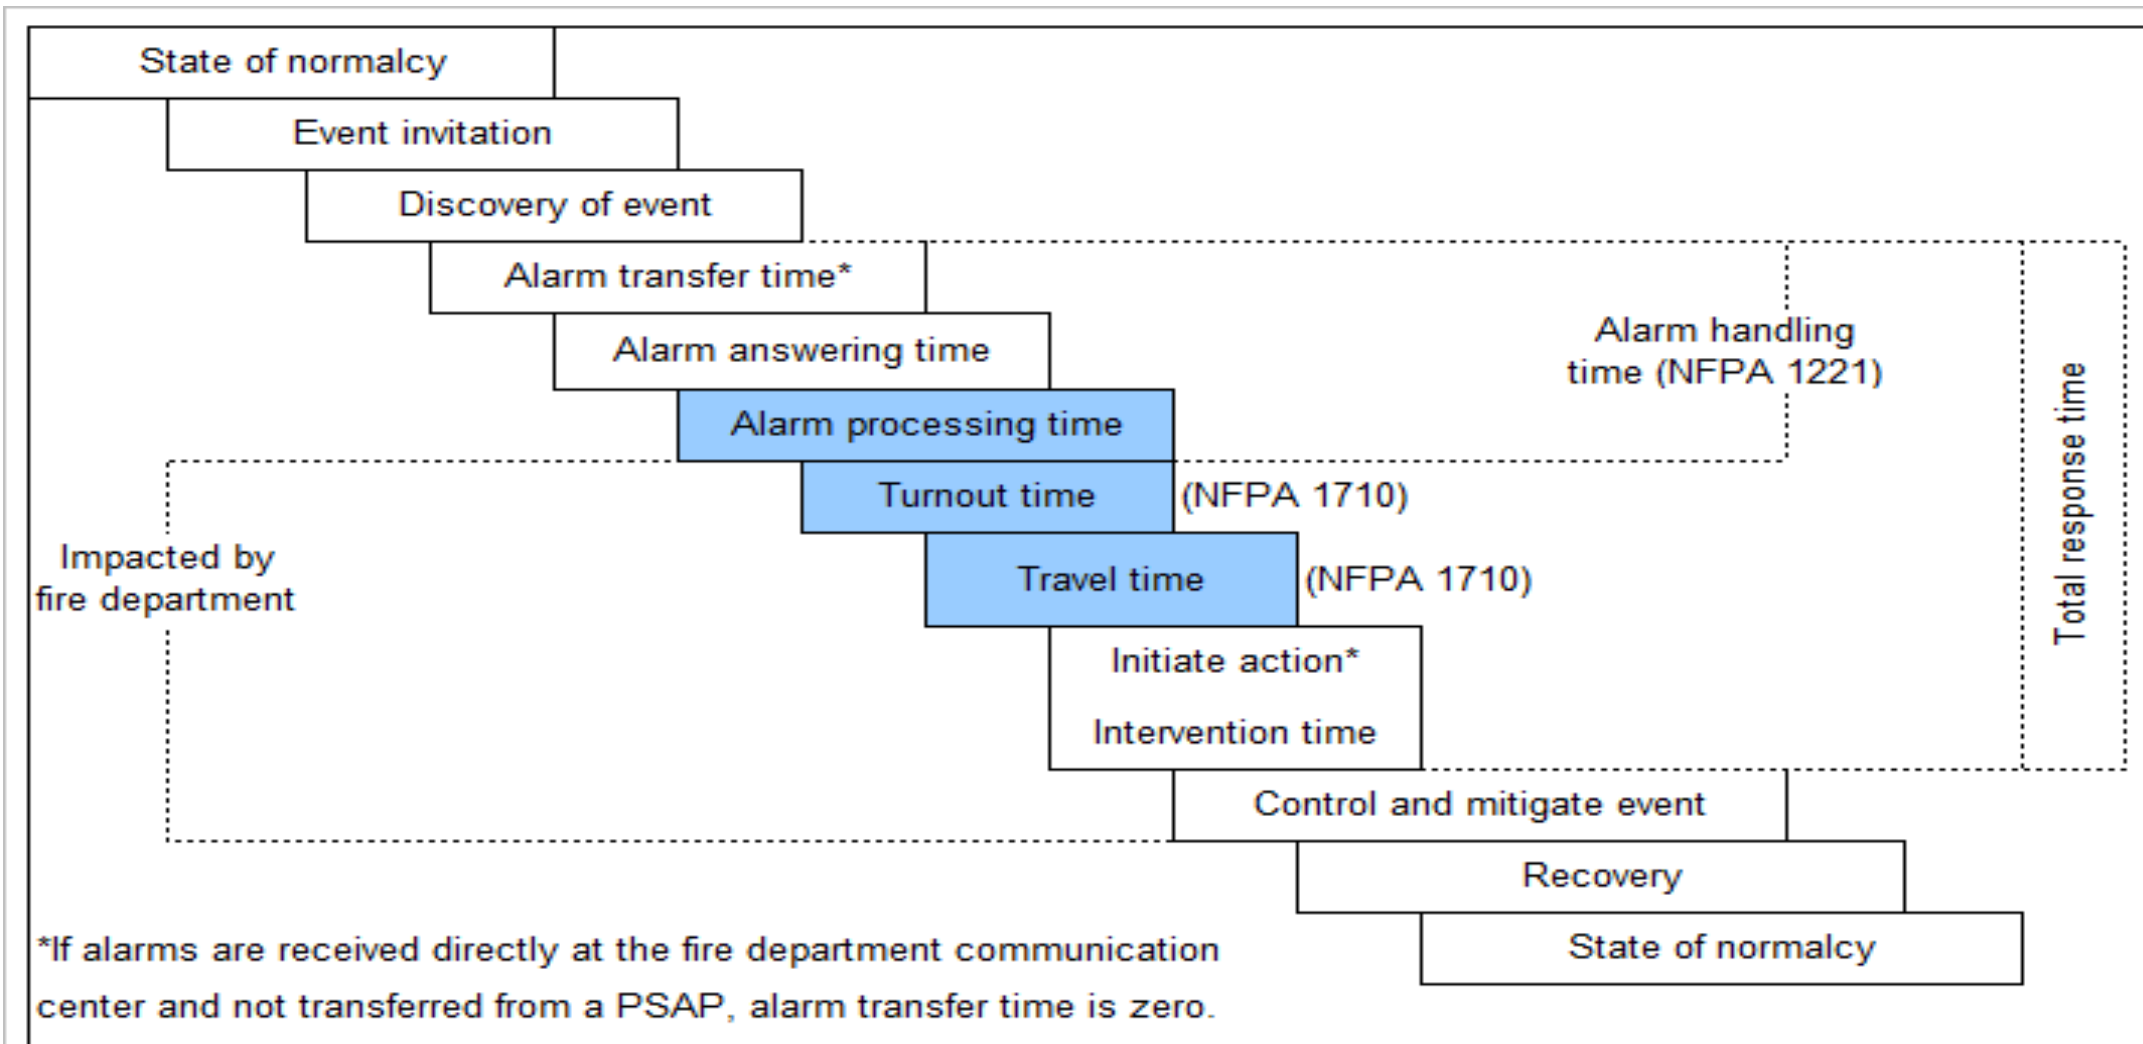 State of normalcy
Event invitation
Discovery of event
Alarm transfer time*
Alarm answering time
Alarm handling
time (NFPA 1221)
Alarm processing time
Turnout time (NFPA 1710)
Impacted by
fire department
Travel time (NFPA 1710)
Total response time
Initiate action*
Intervention time
Control and mitigate event
Recovery
State of normalcy
*If alarms are received directly at the fire department communication
center and not transferred from a PSAP, alarm transfer time is zero.